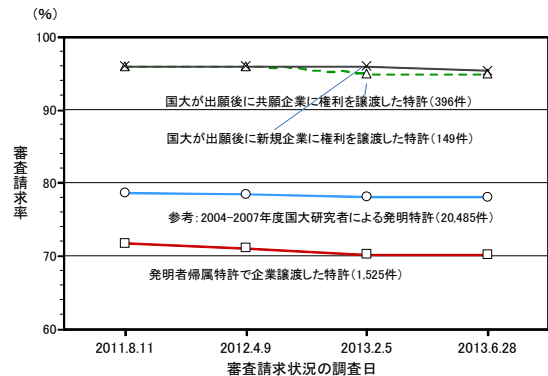 (%)
100
90
80
70
60
審査請求率
国大が出願後に共願企業に権利を譲渡した特許(396件)
国大が出願後に新規企業に権利を譲渡した特許(149件)
参考:2004-2007年度国大研究者による発明特許(20,485件)
発明者帰属特許で企業譲渡した特許(1,525件)
2011.8.11 2012.4.9 2013.2.5 2013.6.28
審査請求状況の調査日